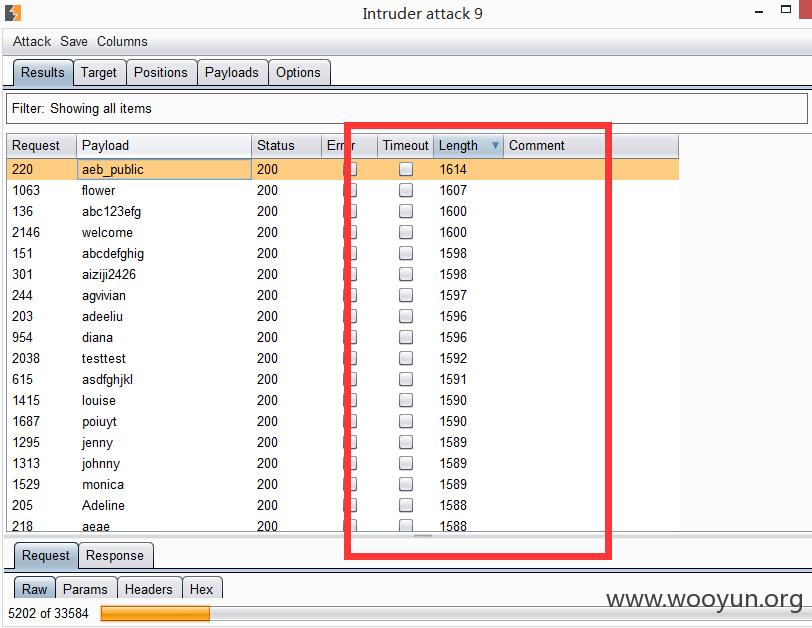 Intruder attack 9
Attack Save Columns
Results Target Positions Payloads Options
Filter: Showing all items
Request Payload Status Error Timeout Length Comment
220 aeb_public 200 1614
1063 flower 200 1607
136 abc123efg 200 1600
2146 welcome 200 1600
151 abcdefghig 200 1598
301 aiziji2426 200 1598
244 agvivian 200 1597
203 adeeliu 200 1596
954 diana 200 1596
2038 testtest 200 1592
615 asdfghjkl 200 1591
1415 louise 200 1590
1687 poiuyt 200 1590
1295 jenny 200 1589
1313 johnny 200 1589
1529 monica 200 1589
205 Adeline 200 1588
218 aeae 200 1588
Request Response
Raw Params Headers Hex
5202 of 33584
www.wooyun.org